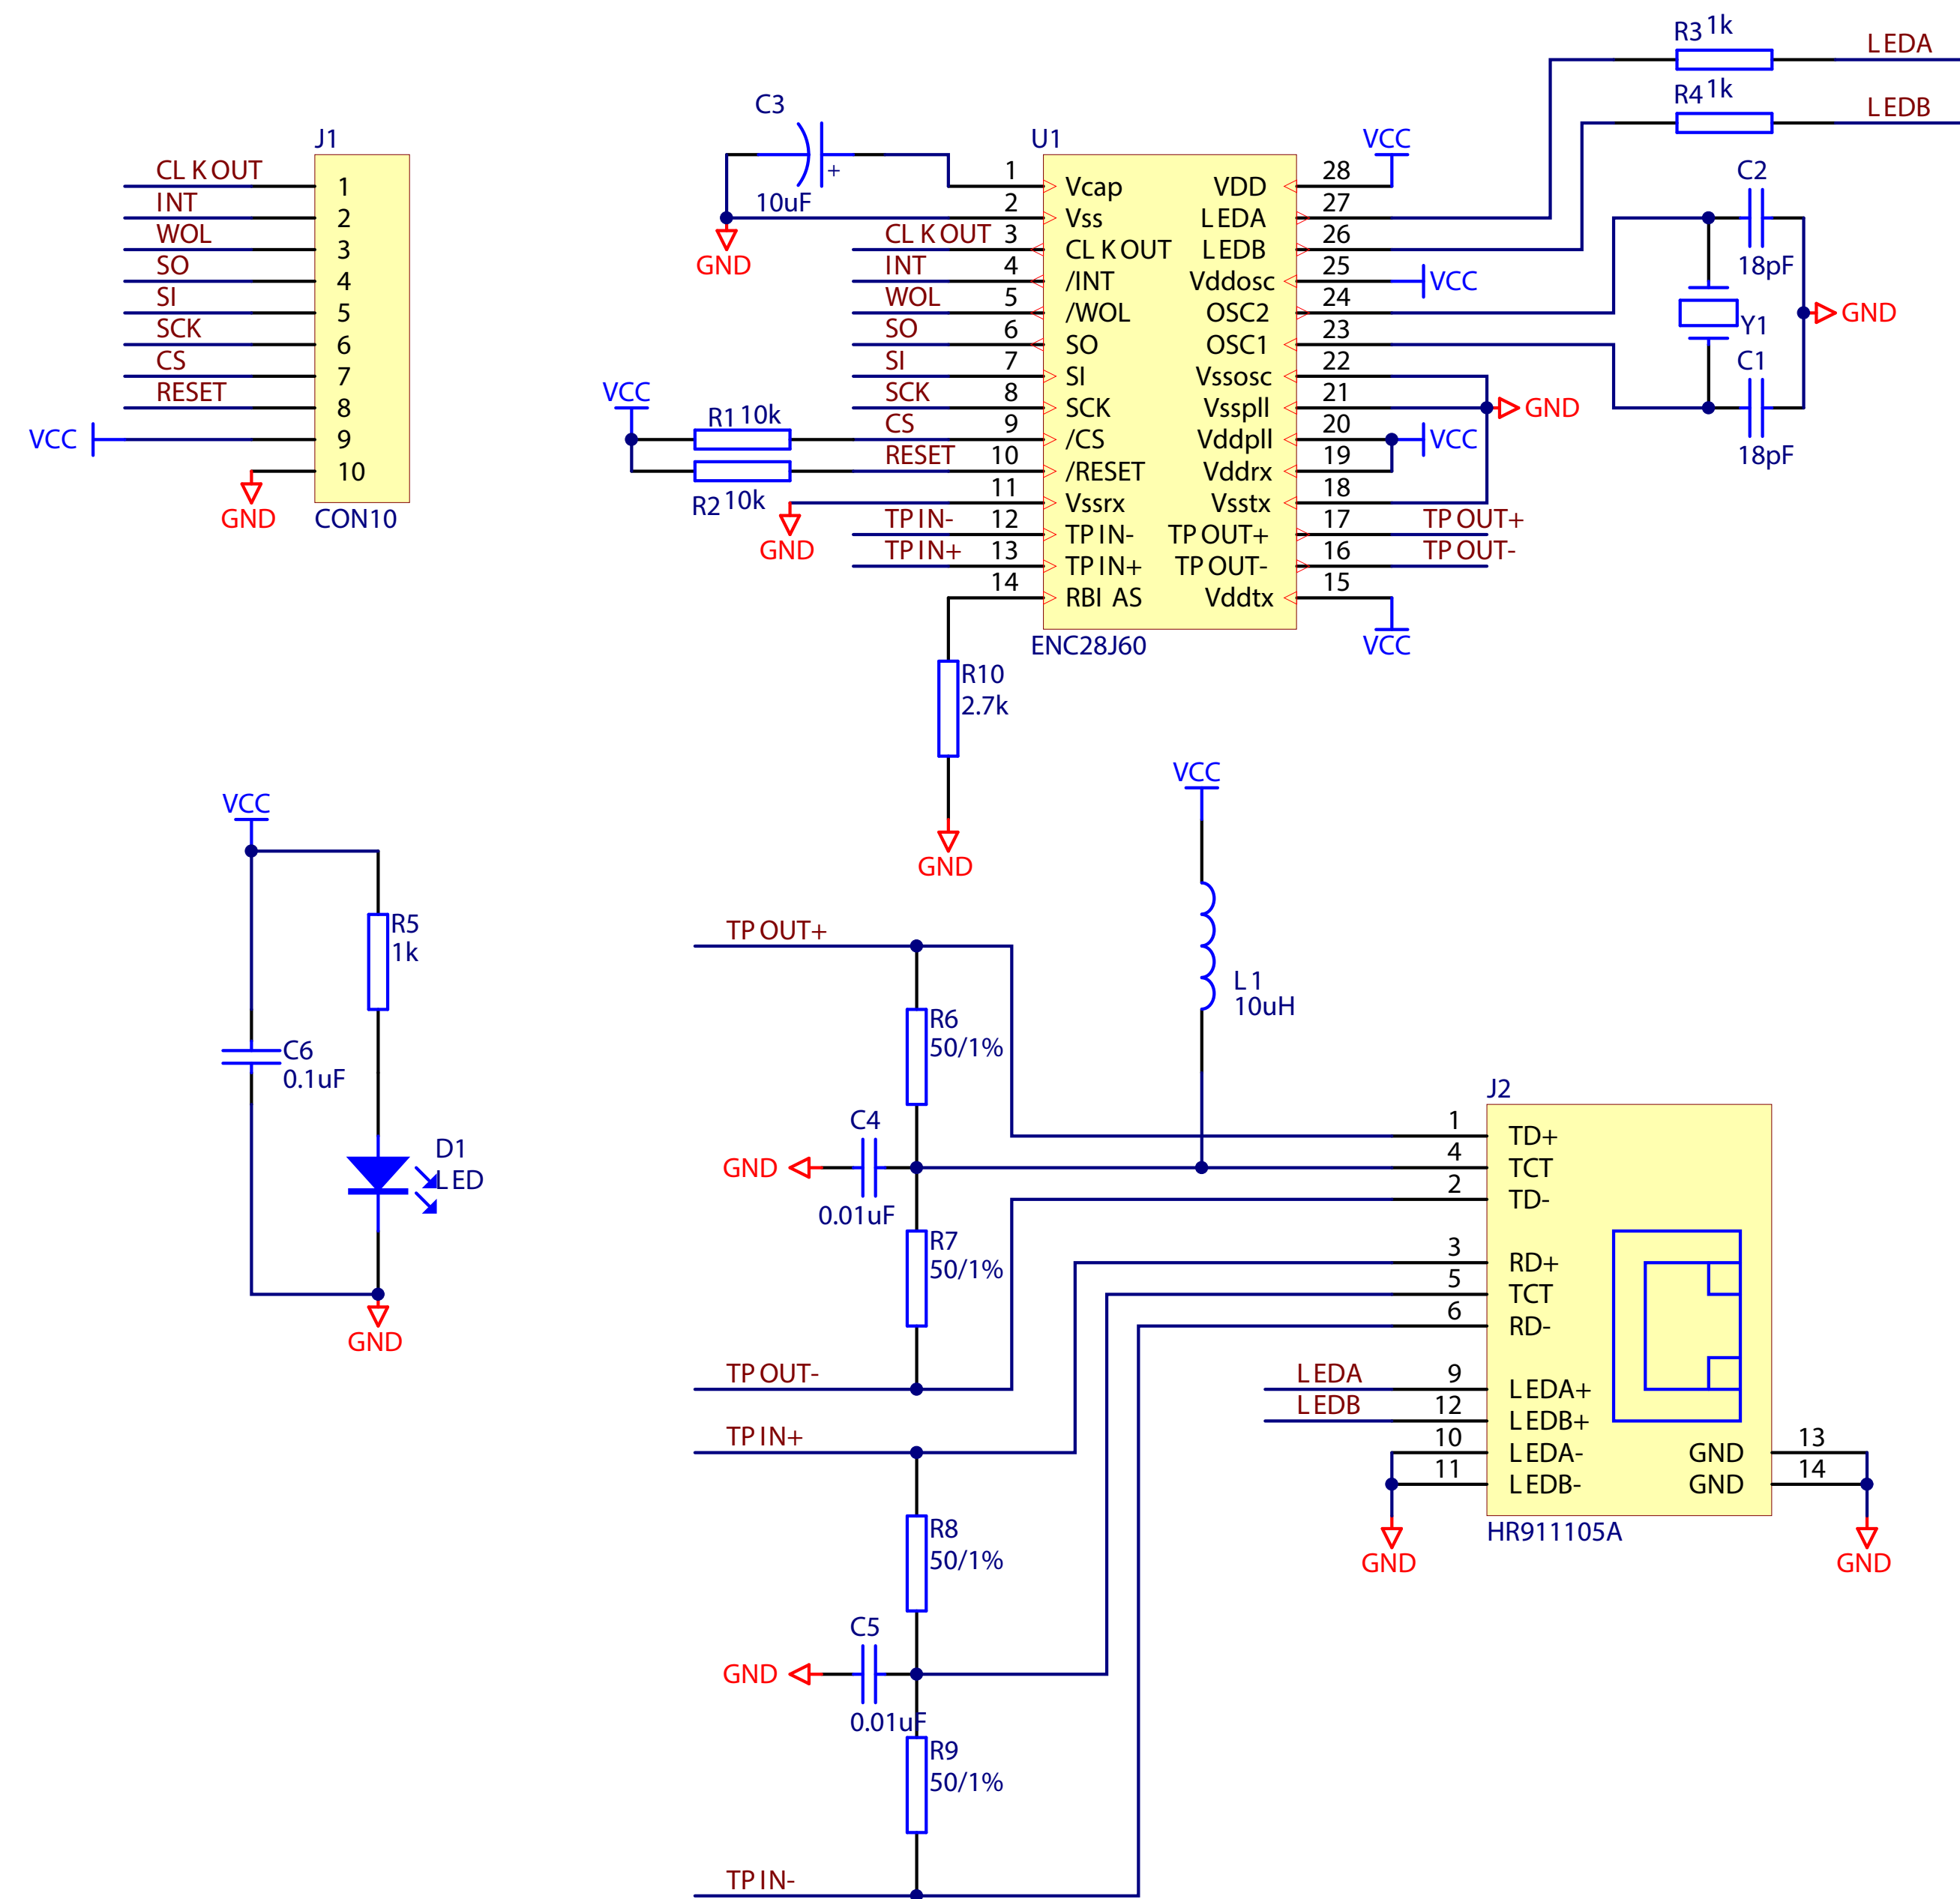 J1
CLKOUT 1
INT 2
WOL 3
SO 4
SI 5
SCK 6
CS 7
RESET 8
VCC 9
10
GND
CON10
C3
+
10uF
GND
U1
1 Vcap
2 Vss
CLKOUT 3 CLKOUT
INT 4 /INT
WOL 5 /WOL
SO 6 SO
SI 7 SI
SCK 8 SCK
CS 9 /CS
RESET 10 /RESET
11 Vssrx
TPIN- 12 TPIN-
TPIN+ 13 TPIN+
14 RBIAS
VCC
R1 10k
R2 10k
GND
VDD 28
VCC
LEDA 27
LEDB 26
Vddosc 25 VCC
OSC2 24
OSC1 23
Vssosc 22
Vsspll 21 GND
Vddpll 20 VCC
Vddrx 19
Vsstx 18
TPOUT+ 17 TPOUT+
TPOUT- 16 TPOUT-
Vddtx 15
VCC
ENC28J60
R3 1k LEDA
R4 1k LEDB
C2
18pF
Y1
GND
C1
18pF
R10
2.7k
GND
VCC
R5
1k
C6
0.1uF
D1
LED
GND
VCC
L1
10uH
TPOUT+
R6
50/1%
C4
GND
0.01uF
R7
50/1%
TPOUT-
TPIN+
R8
50/1%
C5
GND
0.01uF
R9
50/1%
TPIN-
J2
1 TD+
4 TCT
2 TD-
3 RD+
5 TCT
6 RD-
LEDA 9 LEDA+
LEDB 12 LEDB+
10 LEDA- GND 13
11 LEDB- GND 14
HR911105A
GND
GND